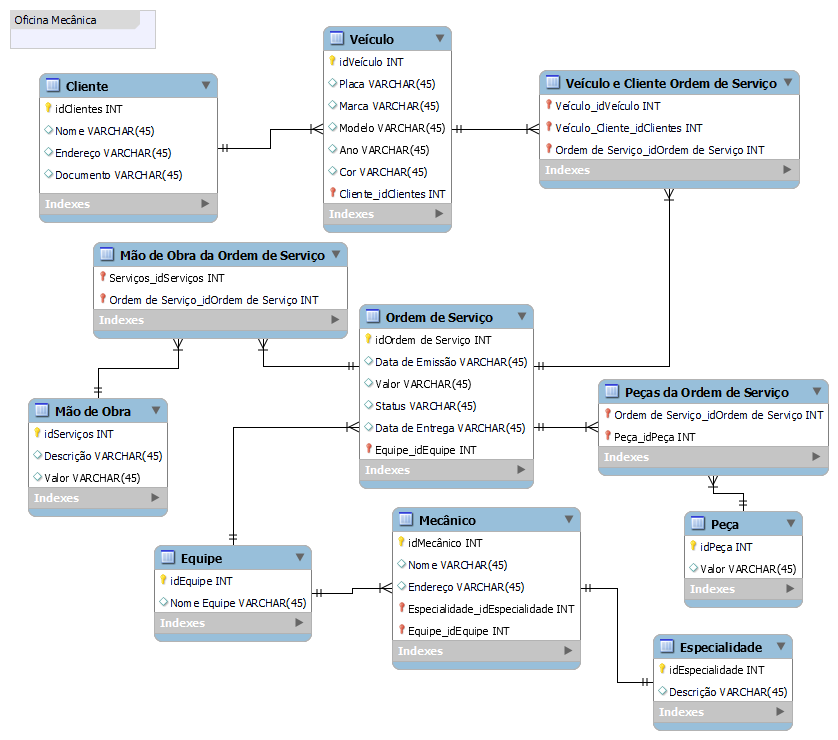 Oficina Mecânica
Cliente
idClientes INT
Nome VARCHAR(45)
Endereço VARCHAR(45)
Documento VARCHAR(45)
Indexes
Veículo
idVeículo INT
Placa VARCHAR(45)
Marca VARCHAR(45)
Modelo VARCHAR(45)
Ano VARCHAR(45)
Cor VARCHAR(45)
Cliente_idClientes INT
Indexes
Veículo e Cliente Ordem de Serviço
Veículo_idVeículo INT
Veículo_Cliente_idClientes INT
Ordem de Serviço_idOrdem de Serviço INT
Indexes
Mão de Obra da Ordem de Serviço
Serviços_idServiços INT
Ordem de Serviço_idOrdem de Serviço INT
Indexes
Ordem de Serviço
idOrdem de Serviço INT
Data de Emissão VARCHAR(45)
Valor VARCHAR(45)
Status VARCHAR(45)
Data de Entrega VARCHAR(45)
Equipe_idEquipe INT
Indexes
Peças da Ordem de Serviço
Ordem de Serviço_idOrdem de Serviço INT
Peça_idPeça INT
Indexes
Mão de Obra
idServiços INT
Descrição VARCHAR(45)
Valor VARCHAR(45)
Indexes
Equipe
idEquipe INT
Nome Equipe VARCHAR(45)
Indexes
Mecânico
idMecânico INT
Nome VARCHAR(45)
Endereço VARCHAR(45)
Especialidade_idEspecialidade INT
Equipe_idEquipe INT
Indexes
Peça
idPeça INT
Valor VARCHAR(45)
Indexes
Especialidade
idEspecialidade INT
Descrição VARCHAR(45)
Indexes